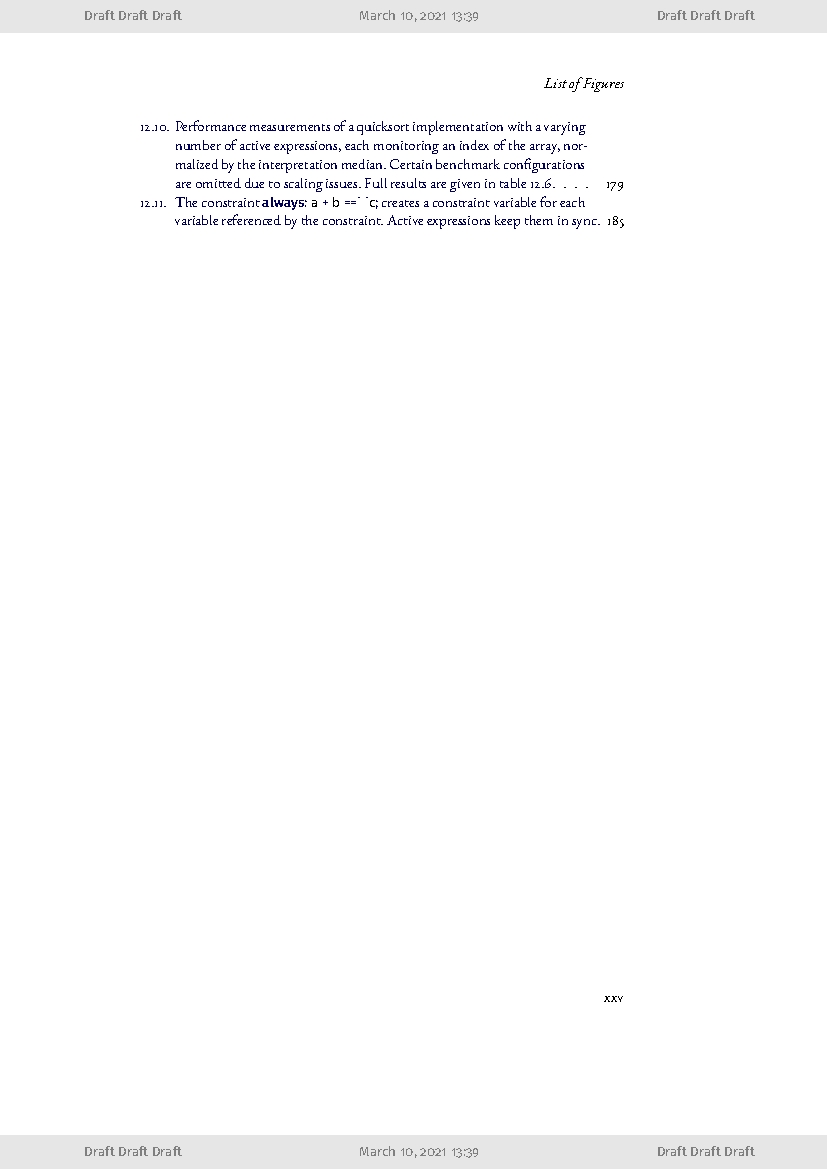 Draft Draft Draft March 10, 2021 13:39 Draft Draft Draft
List of Figures
12.10. Performance measurements of a quicksort implementation with a varying
number of active expressions, each monitoring an index of the array, nor-
malized by the interpretation median. Certain benchmark configurations
are omitted due to scaling issues. Full results are given in table 12.6. . . . . 179
12.11. The constraint always: a + b ==` `c; creates a constraint variable for each
variable referenced by the constraint. Active expressions keep them in sync. 185
xxv
Draft Draft Draft March 10, 2021 13:39 Draft Draft Draft